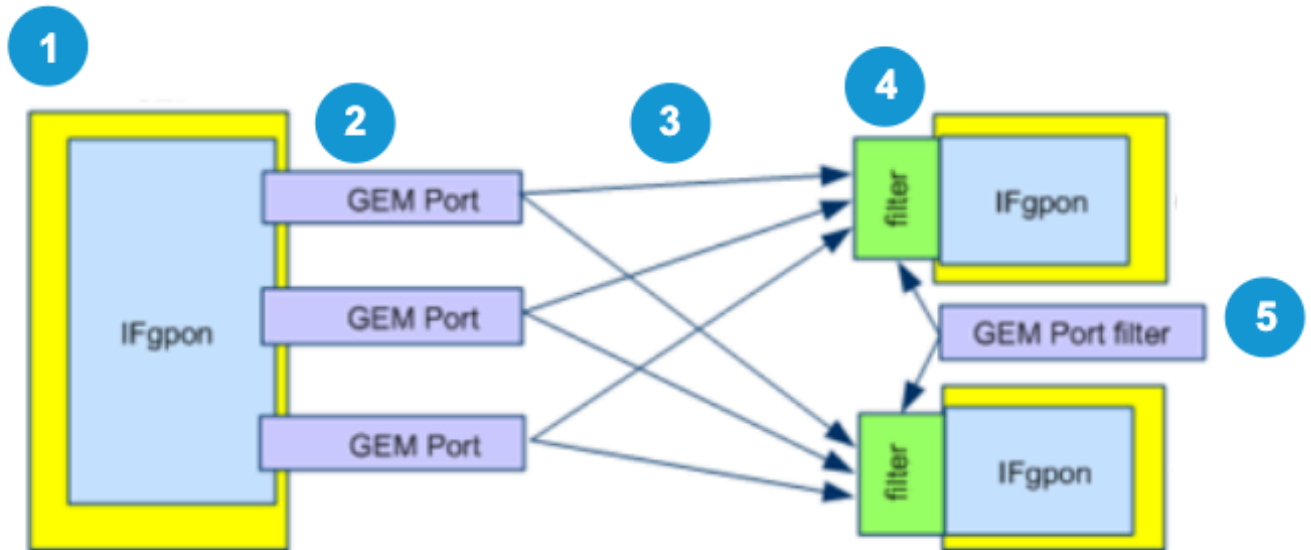 1
2
3
4
GEM Port
filter
IFgpon
IFgpon
GEM Port
GEM Port filter
5
GEM Port
filter
IFgpon